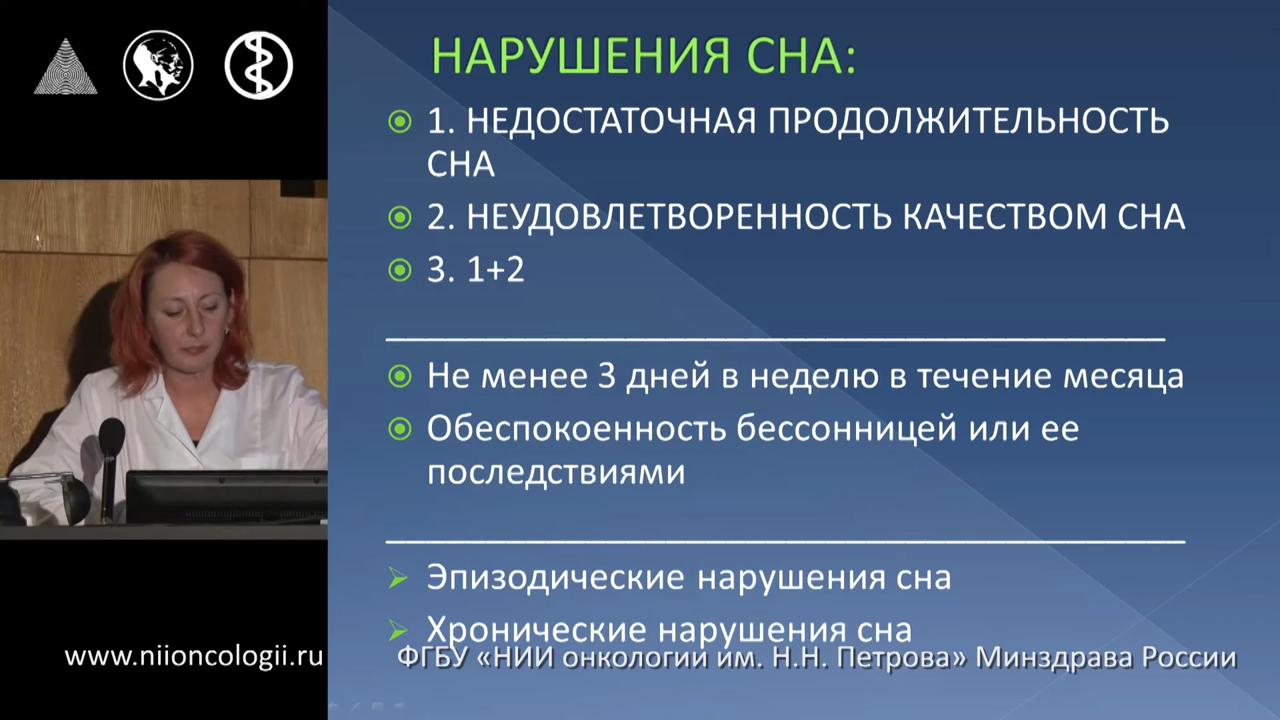 НАРУШЕНИЯ СНА:
1. НЕДОСТАТОЧНАЯ ПРОДОЛЖИТЕЛЬНОСТЬ
СНА
2. НЕУДОВЛЕТВОРЕННОСТЬ КАЧЕСТВОМ СНА
3. 1+2
Не менее 3 дней в неделю в течение месяца
Обеспокоенность бессонницей или ее
последствиями
Эпизодические нарушения сна
Хронические нарушения сна
www.niioncologii.ru
ФГБУ «НИИ онкологии им. Н.Н. Петрова» Минздрава России